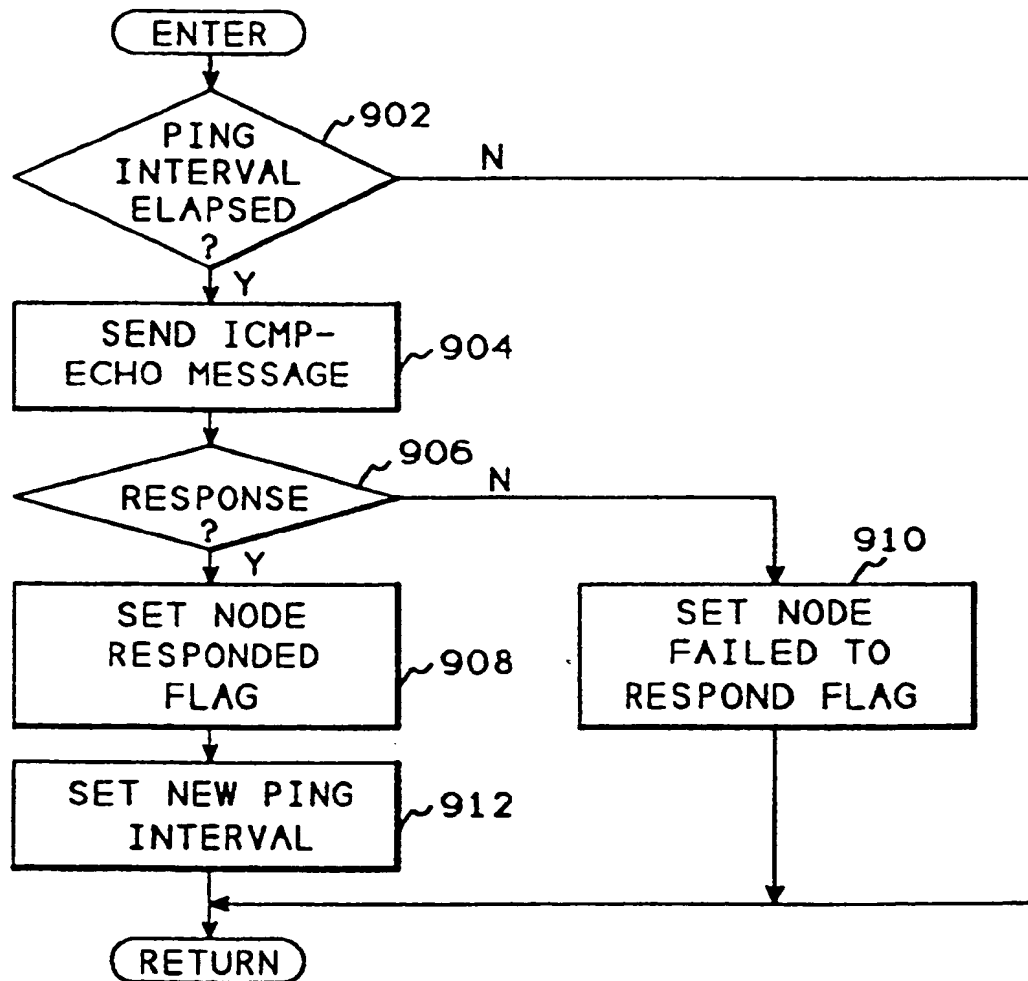 ENTER
902
PING
INTERVAL
ELAPSED
?
N
Y
SEND ICMP-
ECHO MESSAGE
904
906
RESPONSE
?
N
Y
910
SET NODE
RESPONDED
FLAG
908
SET NODE
FAILED TO
RESPOND FLAG
SET NEW PING
INTERVAL
912
RETURN